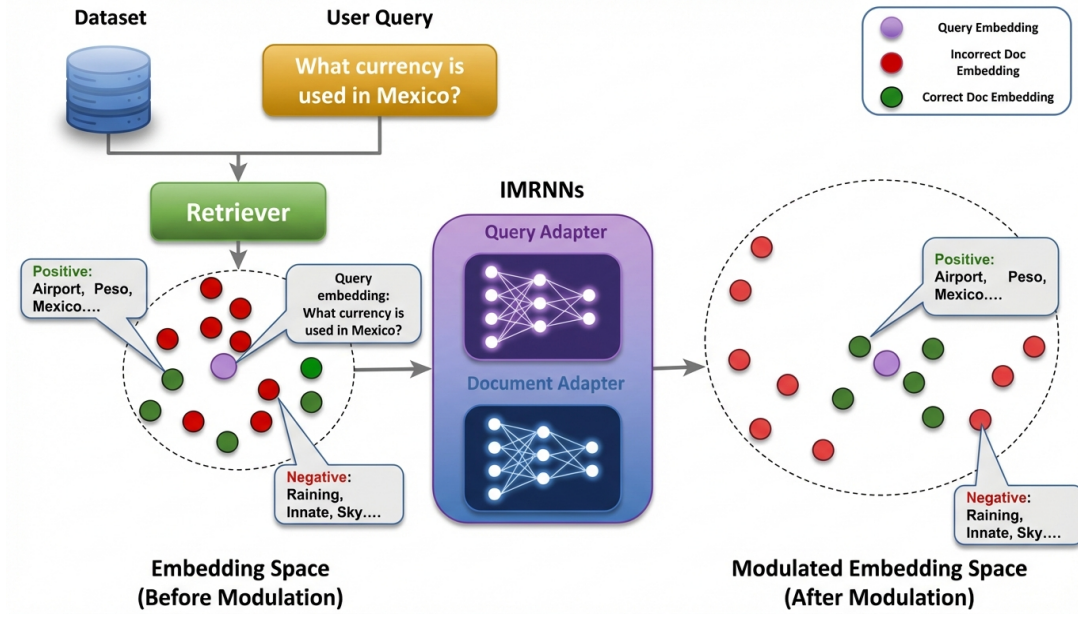 Dataset
User Query
Query Embedding
Incorrect Doc
Embedding
Correct Doc Embedding
What currency is
used in Mexico?
Retriever
IMRNNs
Query Adapter
Document Adapter
Positive:
Airport, Peso,
Mexico....
Query
embedding:
What currency is
used in Mexico?
Negative:
Raining,
Innate, Sky....
Positive:
Airport, Peso,
Mexico....
Negative:
Raining,
Innate, Sky....
Embedding Space
(Before Modulation)
Modulated Embedding Space
(After Modulation)